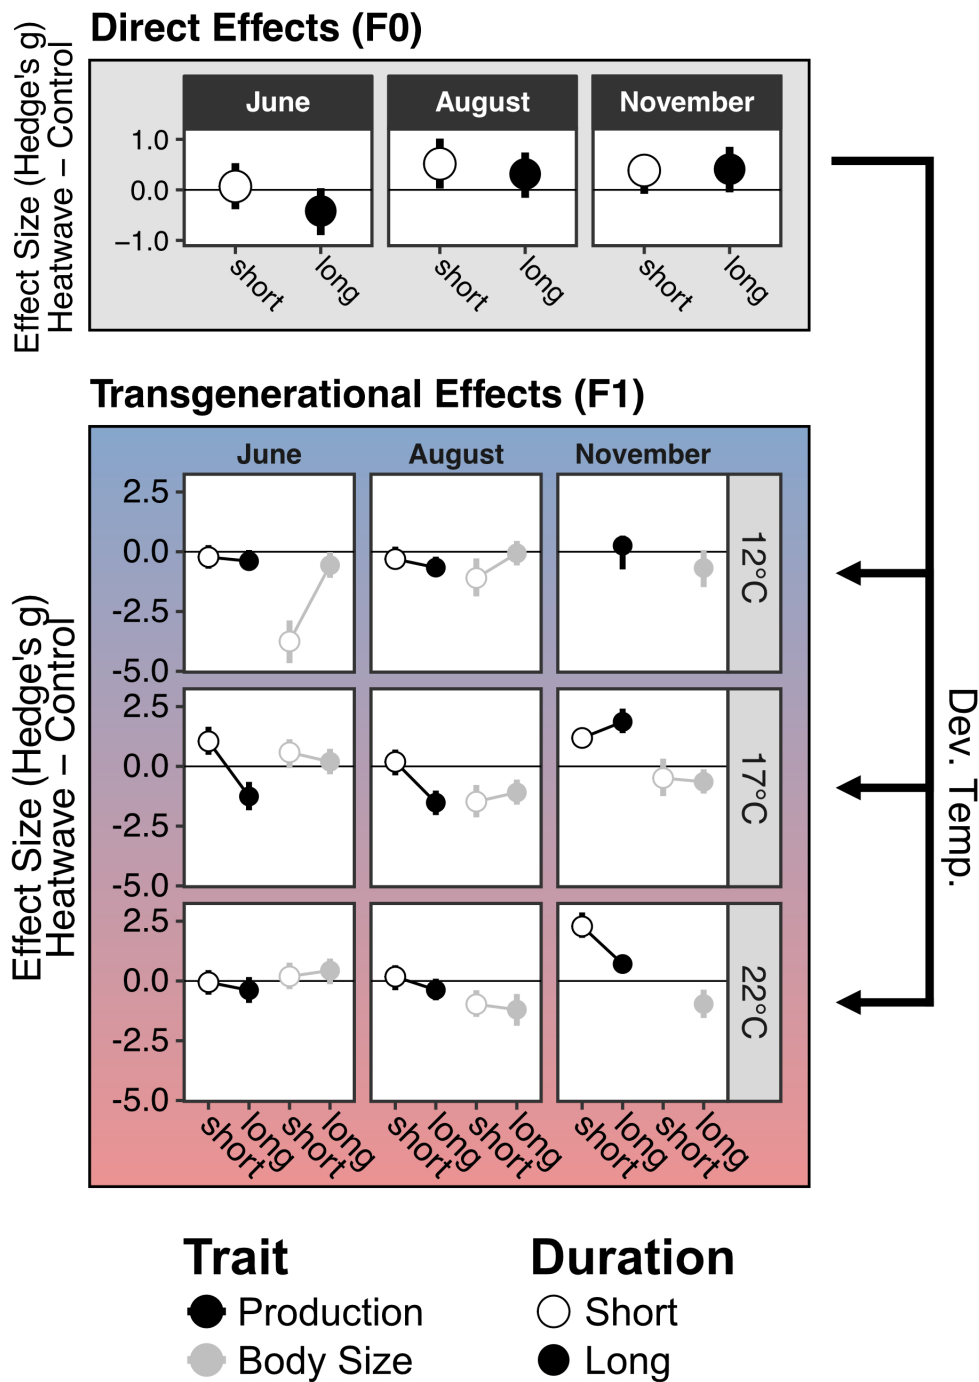 Direct Effects (F0)
Effect Size (Hedge's g)
Heatwave – Control
June August November
1.0
0.0
−1.0
short long short long short long
Transgenerational Effects (F1)
Effect Size (Hedge's g)
Heatwave – Control
June August November
2.5
0.0
-2.5
-5.0
12°C
2.5
0.0
-2.5
-5.0
17°C
2.5
0.0
-2.5
-5.0
22°C
short long short long short long short long short long short long
Dev. Temp.
Trait Duration
Production Short
Body Size Long